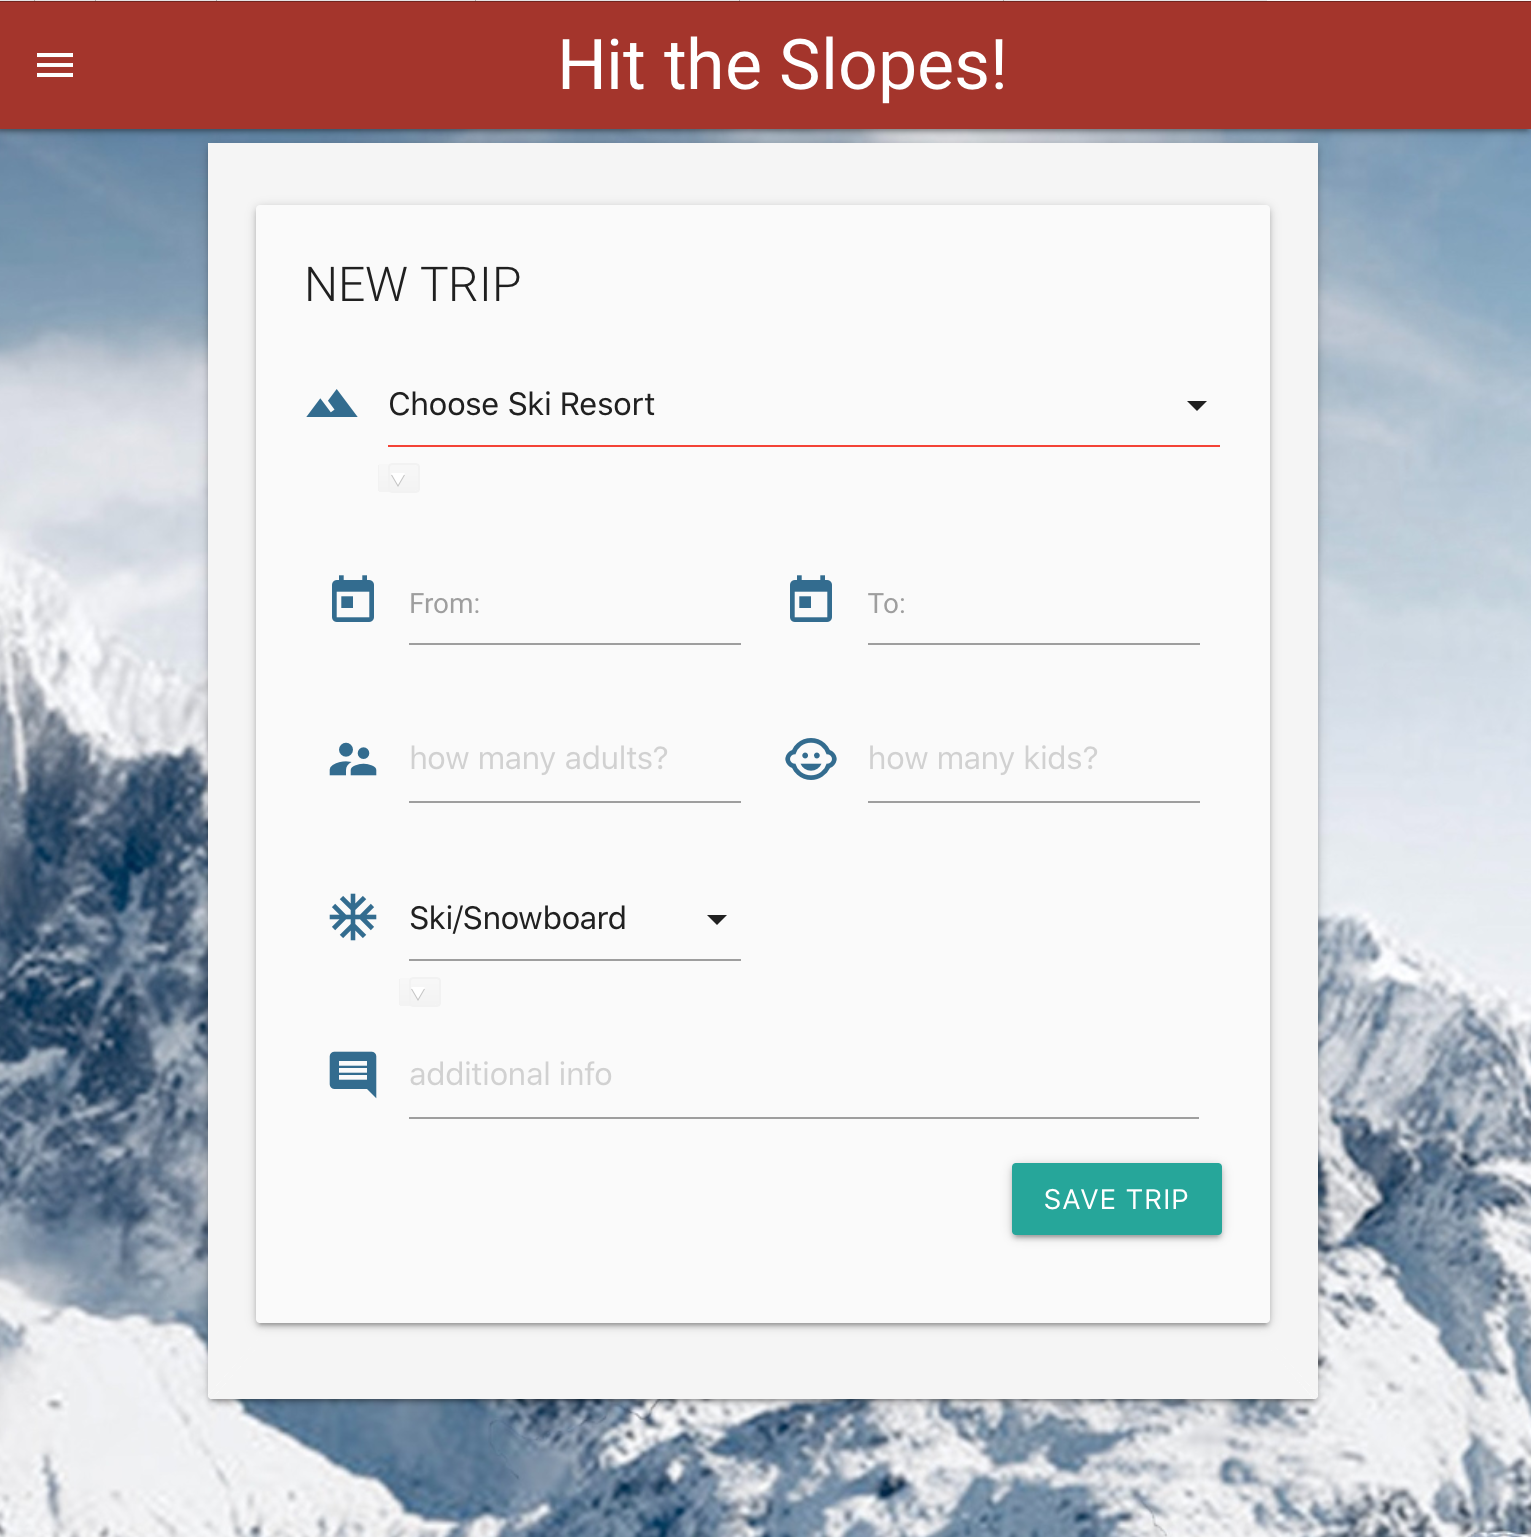 Hit the Slopes!
NEW TRIP
Choose Ski Resort
From:
To:
how many adults?
how many kids?
Ski/Snowboard
additional info
SAVE TRIP